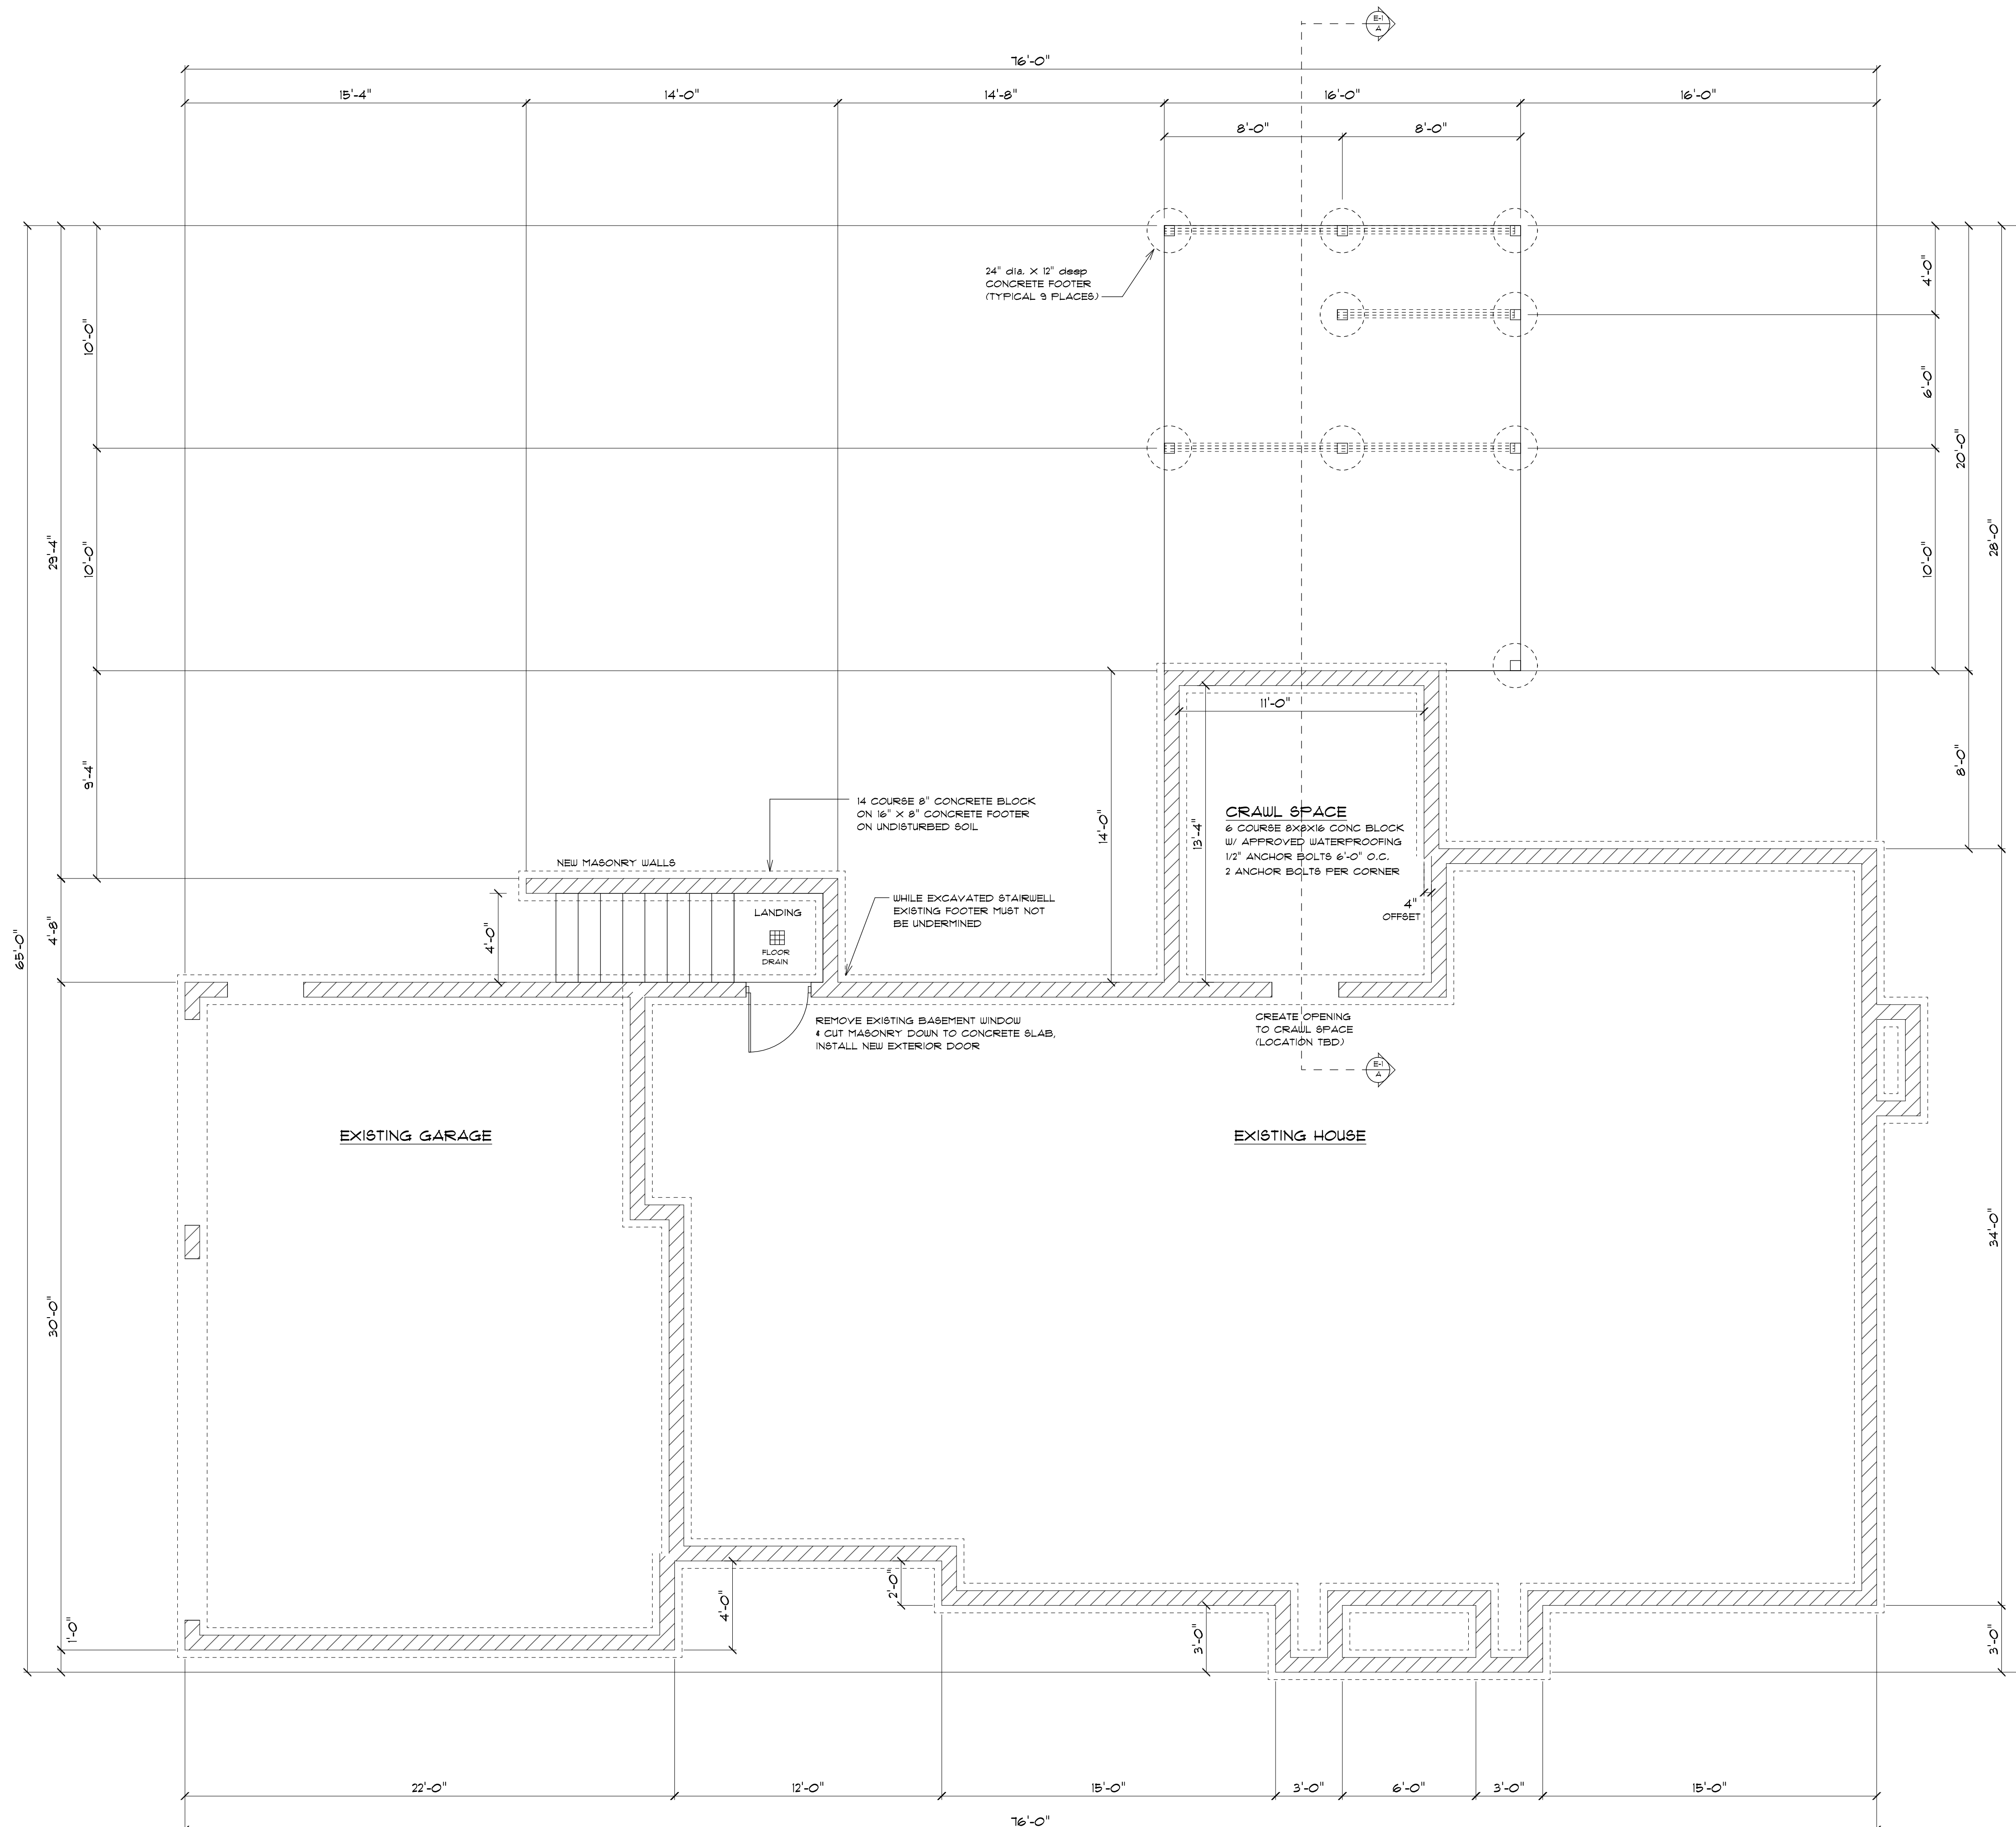 E-1
A
76'-0"
15'-4"
14'-0"
14'-8"
16'-0"
16'-0"
8'-0"
8'-0"
24" dia. X 12" deep
CONCRETE FOOTER
(TYPICAL 9 PLACES)
4'-0"
10'-0"
6'-0"
20'-0"
29'-4"
10'-0"
10'-0"
28'-0"
11'-0"
9'-4"
8'-0"
14 COURSE 8" CONCRETE BLOCK
ON 16" X 8" CONCRETE FOOTER
ON UNDISTURBED SOIL
14'-0"
13'-4"
CRAWL SPACE
6 COURSE 8X8X16 CONC BLOCK
W/ APPROVED WATERPROOFING
1/2" ANCHOR BOLTS 6'-0" O.C.
2 ANCHOR BOLTS PER CORNER
NEW MASONRY WALLS
4"
OFFSET
WHILE EXCAVATED STAIRWELL
EXISTING FOOTER MUST NOT
BE UNDERMINED
LANDING
FLOOR
DRAIN
4'-0"
4'-8"
65'-0"
REMOVE EXISTING BASEMENT WINDOW
& CUT MASONRY DOWN TO CONCRETE SLAB,
INSTALL NEW EXTERIOR DOOR
CREATE OPENING
TO CRAWL SPACE
(LOCATION TBD)
E-1
A
EXISTING GARAGE
EXISTING HOUSE
34'-0"
30'-0"
2'-0"
4'-0"
1'-0"
3'-0"
3'-0"
22'-0"
12'-0"
15'-0"
3'-0"
6'-0"
3'-0"
15'-0"
76'-0"